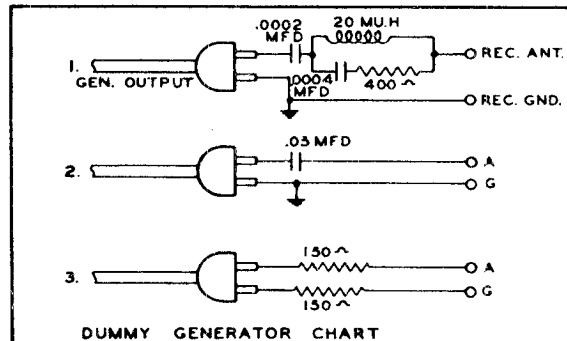 .0002
MFD
20 MU.H
REC. ANT.
1.
GEN. OUTPUT
.0004
MFD
400 ~
REC. GND.
2.
.05 MFD
A
G
3.
150 ~
A
150 ~
G
DUMMY GENERATOR CHART